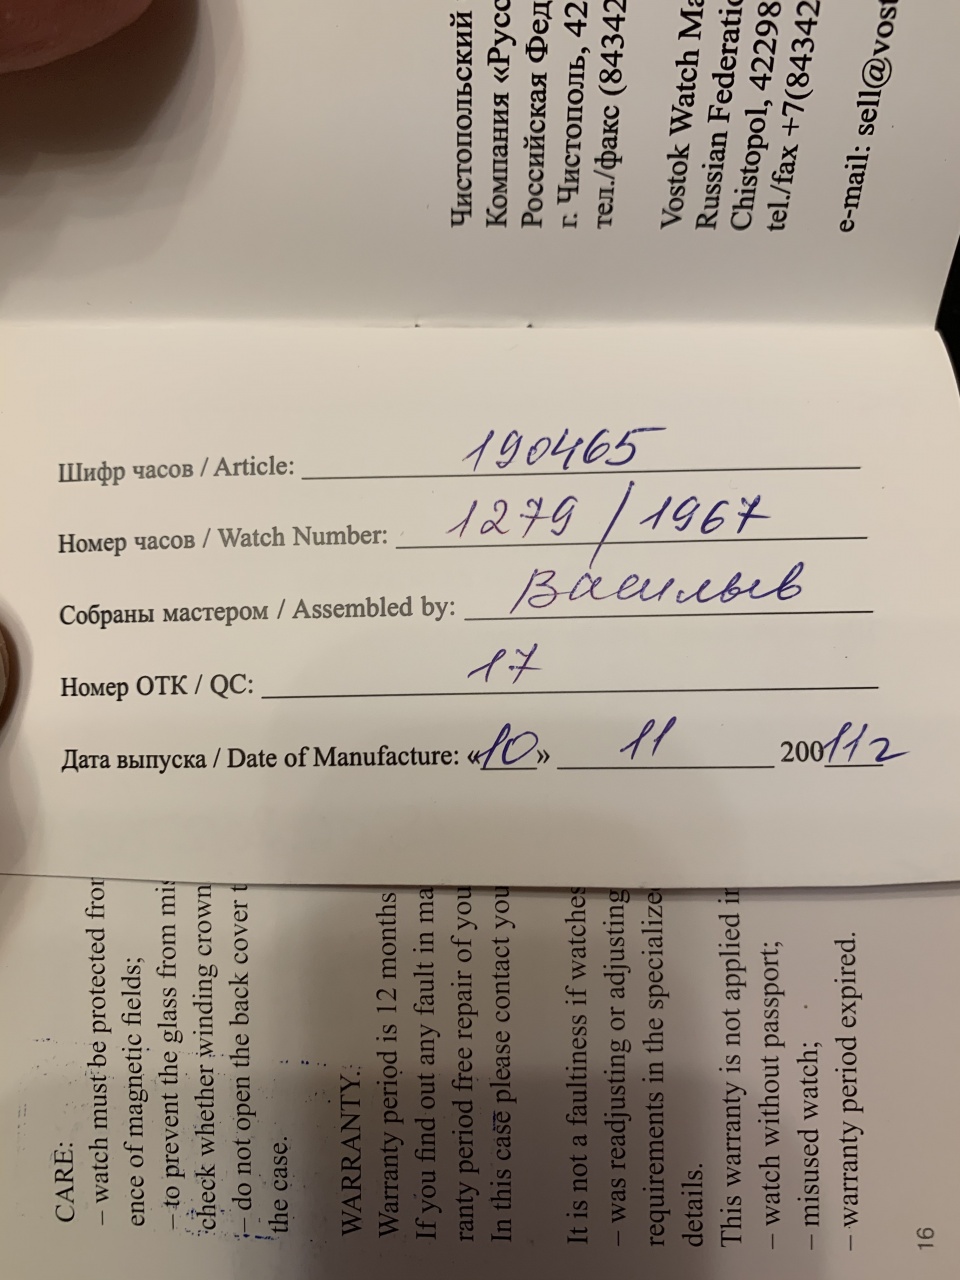 Чистопольский
Компания «Русс
Российская Фед
г. Чистополь, 42
тел./факс (84342
Vostok Watch Ma
Russian Federatio
Chistopol, 42298
tel./fax +7(84342
e-mail: sell@vost
Шифр часов / Article: 190465
Номер часов / Watch Number: 1279 / 1967
Собраны мастером / Assembled by: Васильев
Номер ОТК / QC: 17
Дата выпуска / Date of Manufacture: «10» 11 200112
CARE:
– watch must be protected from
ence of magnetic fields;
– to prevent the glass from mis
check whether winding crown
– do not open the back cover t
the case.
WARRANTY:
Warranty period is 12 months
If you find out any fault in ma
ranty period free repair of you
In this case please contact you
It is not a faultiness if watches
– was readjusting or adjusting
requirements in the specialize
details.
This warranty is not applied in
– watch without passport;
– misused watch;
– warranty period expired.
16